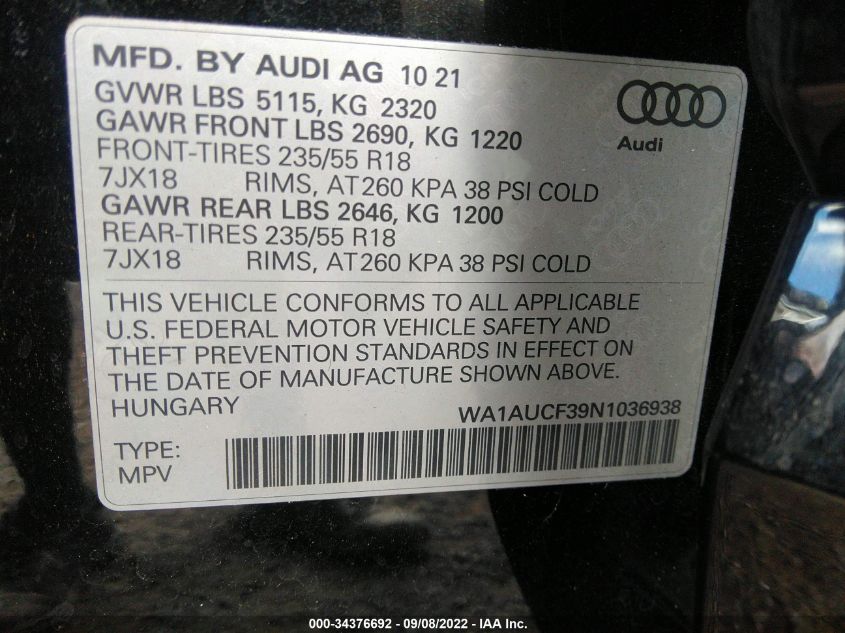 MFD. BY AUDI AG 10 21
GVWR LBS 5115, KG 2320
GAWR FRONT LBS 2690, KG 1220
FRONT-TIRES 235/55 R18
7JX18 RIMS, AT 260 KPA 38 PSI COLD
GAWR REAR LBS 2646, KG 1200
REAR-TIRES 235/55 R18
7JX18 RIMS, AT 260 KPA 38 PSI COLD
Audi
THIS VEHICLE CONFORMS TO ALL APPLICABLE
U.S. FEDERAL MOTOR VEHICLE SAFETY AND
THEFT PREVENTION STANDARDS IN EFFECT ON
THE DATE OF MANUFACTURE SHOWN ABOVE.
HUNGARY WA1AUCF39N1036938
TYPE:
MPV
000-34376692 - 09/08/2022 - IAA Inc.